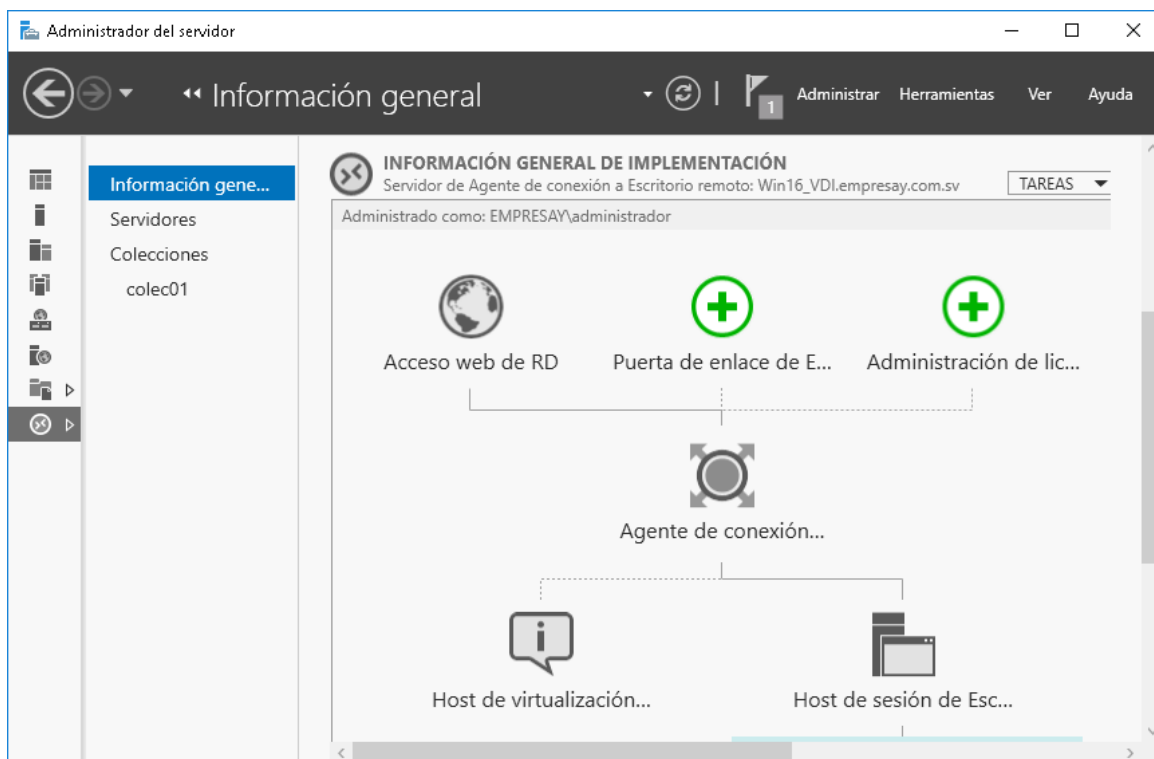 Administrador del servidor
Información general
1
Administrar Herramientas Ver Ayuda
Información gene...
Servidores
Colecciones
colec01
INFORMACIÓN GENERAL DE IMPLEMENTACIÓN
Servidor de Agente de conexión a Escritorio remoto: Win16_VDI.empresay.com.sv
TAREAS
Administrado como: EMPRESAY\administrador
Acceso web de RD
Puerta de enlace de E...
Administración de lic...
Agente de conexión...
Host de virtualización...
Host de sesión de Esc...